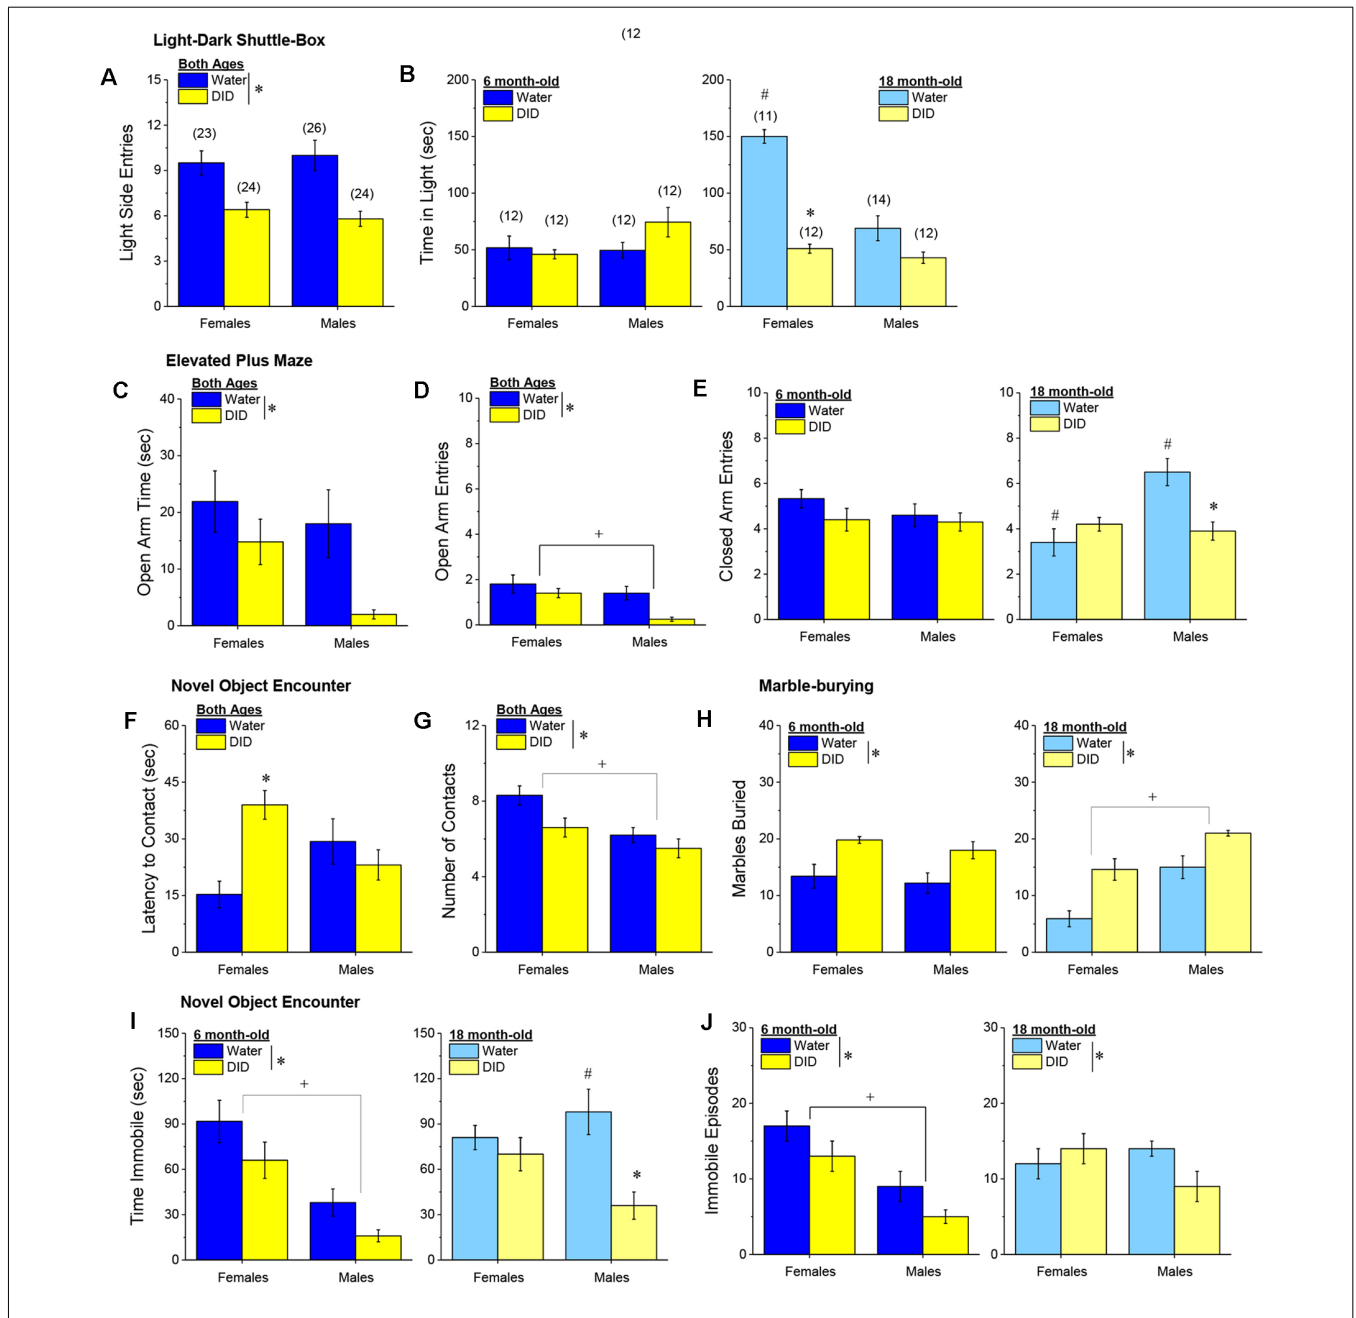 (12
Light-Dark Shuttle-Box
A
Both Ages
Water
DID
*
15
12
9
6
3
0
Light Side Entries
(23)
(24)
(26)
(24)
Females
Males
B
6 month-old
Water
DID
200
150
100
50
0
Time in Light (sec)
(12)
(12)
(12)
(12)
Females
Males
18 month-old
Water
DID
200
150
100
50
0
#
(11)
*
(12)
(14)
(12)
Females
Males
Elevated Plus Maze
C
Both Ages
Water
DID
*
40
30
20
10
0
Open Arm Time (sec)
Females
Males
D
Both Ages
Water
DID
*
10
8
6
4
2
0
Open Arm Entries
+
Females
Males
E
6 month-old
Water
DID
10
8
6
4
2
0
Closed Arm Entries
Females
Males
18 month-old
Water
DID
10
8
6
4
2
0
#
#
*
Females
Males
Novel Object Encounter
F
Both Ages
Water
DID
60
45
30
15
0
Latency to Contact (sec)
*
Females
Males
G
Both Ages
Water
DID
*
12
8
4
0
Number of Contacts
+
Females
Males
Marble-burying
H
6 month-old
Water
DID
*
40
30
20
10
0
Marbles Buried
Females
Males
18 month-old
Water
DID
*
40
30
20
10
0
+
Females
Males
Novel Object Encounter
I
6 month-old
Water
DID
*
150
120
90
60
30
0
Time Immobile (sec)
+
Females
Males
18 month-old
Water
DID
150
120
90
60
30
0
#
*
Females
Males
J
6 month-old
Water
DID
*
30
20
10
0
Immobile Episodes
+
Females
Males
18 month-old
Water
DID
*
30
20
10
0
Females
Males